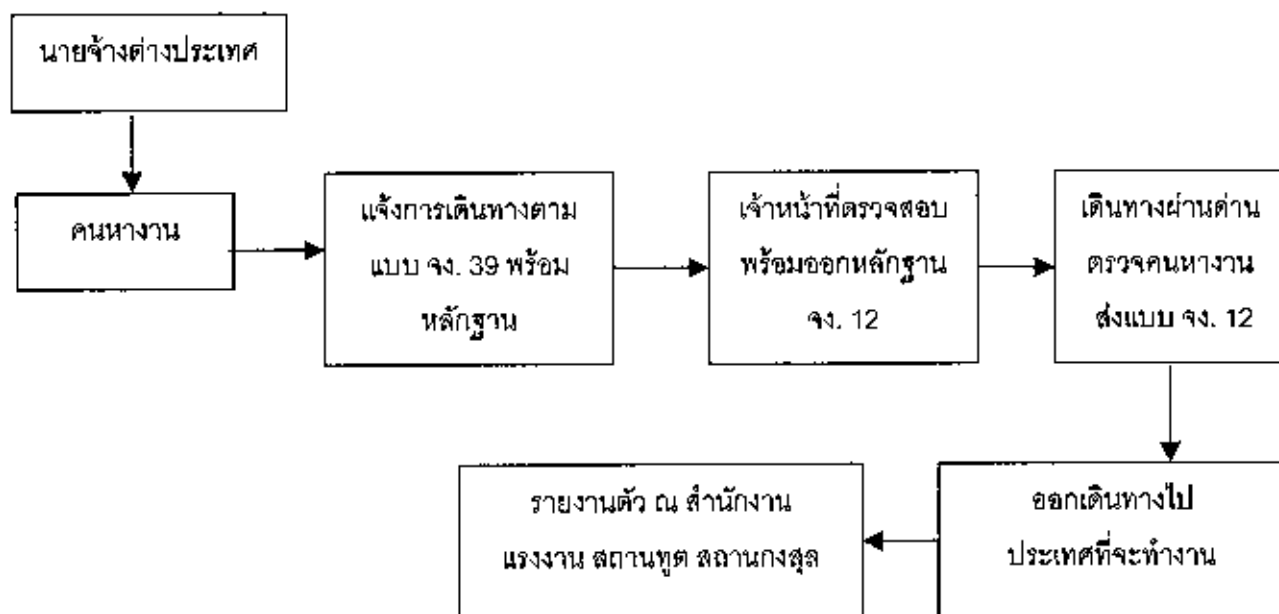 นายจ้างต่างประเทศ
คนหางาน
แจ้งการเดินทางตาม
แบบ จง. 39 พร้อม
หลักฐาน
เจ้าหน้าที่ตรวจสอบ
พร้อมออกหลักฐาน
จง. 12
เดินทางผ่านด่าน
ตรวจคนหางาน
ส่งแบบ จง. 12
ออกเดินทางไป
ประเทศที่จะทำงาน
รายงานตัว ณ สำนักงาน
แรงงาน สถานทูต สถานกงสุล